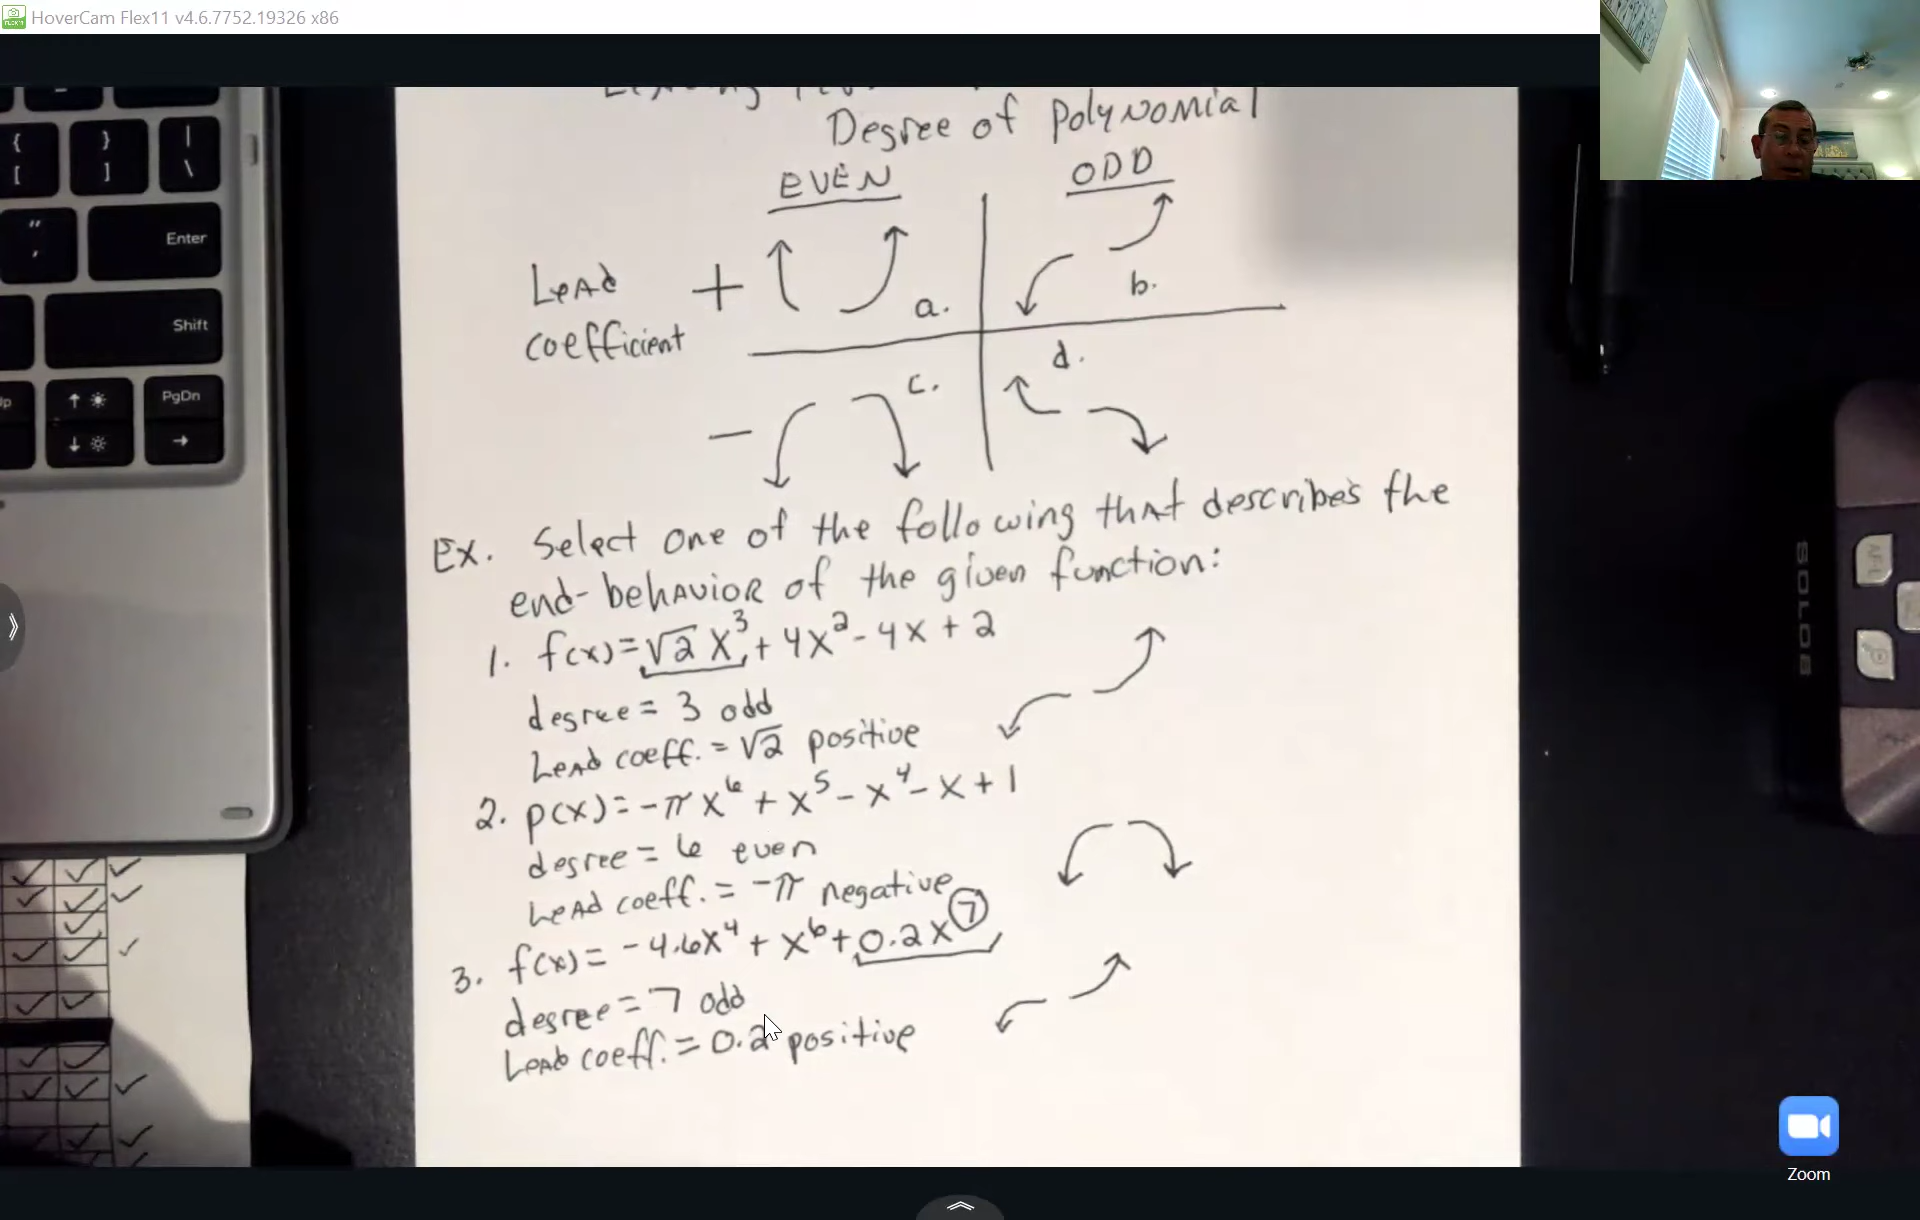 HoverCam Flex11 v4.6.7752.19326 x86
Degree of Polynomial
EVEN
ODD
Lead
coefficient
+
a.
b.
c.
d.
−
Ex. Select one of the following that describes the
end-behavior of the given function:
1. f(x)=√2x³+4x²-4x+2
degree = 3 odd
Lead coeff. = √2 positive
2. p(x)= -πx⁶+x⁵-x⁴-x+1
degree = 6 even
Lead coeff. = -π negative
3. f(x)= -4.6x⁴+x⁶+0.2x⁷
degree = 7 odd
Lead coeff. = 0.2 positive
{
[
}
]
|
\
"
,
Enter
Shift
PgDn
SOLOS
Zoom